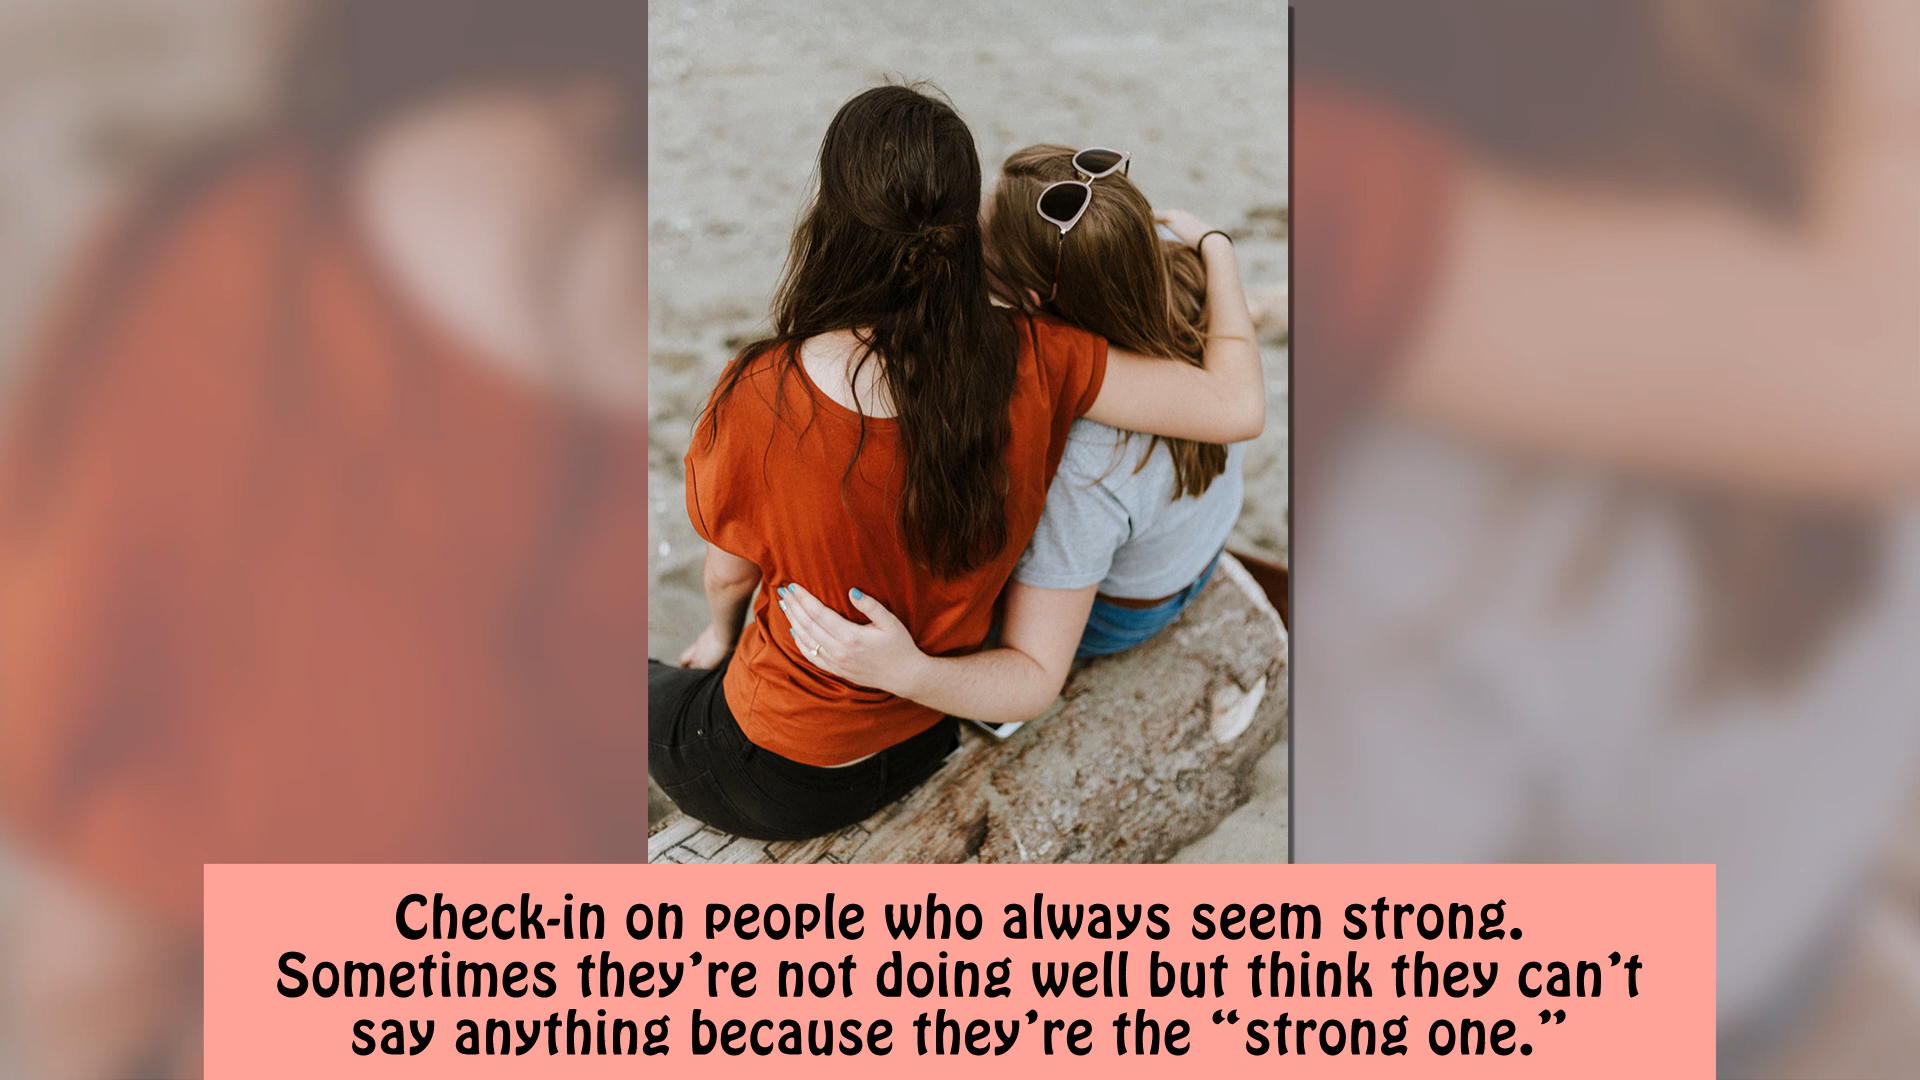 Check-in on people who always seem strong.
Sometimes they’re not doing well but think they can’t
say anything because they’re the “strong one.”